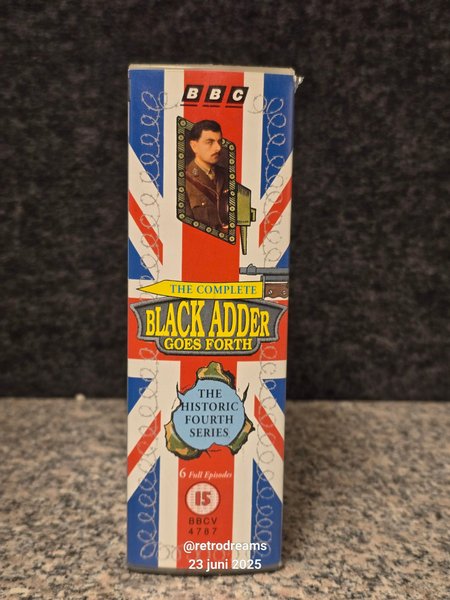 BBC
THE COMPLETE
BLACK ADDER
GOES FORTH
THE
HISTORIC
FOURTH
SERIES
6 Full Episodes
15
BBCV
4787
@retrodreams
23 juni 2025